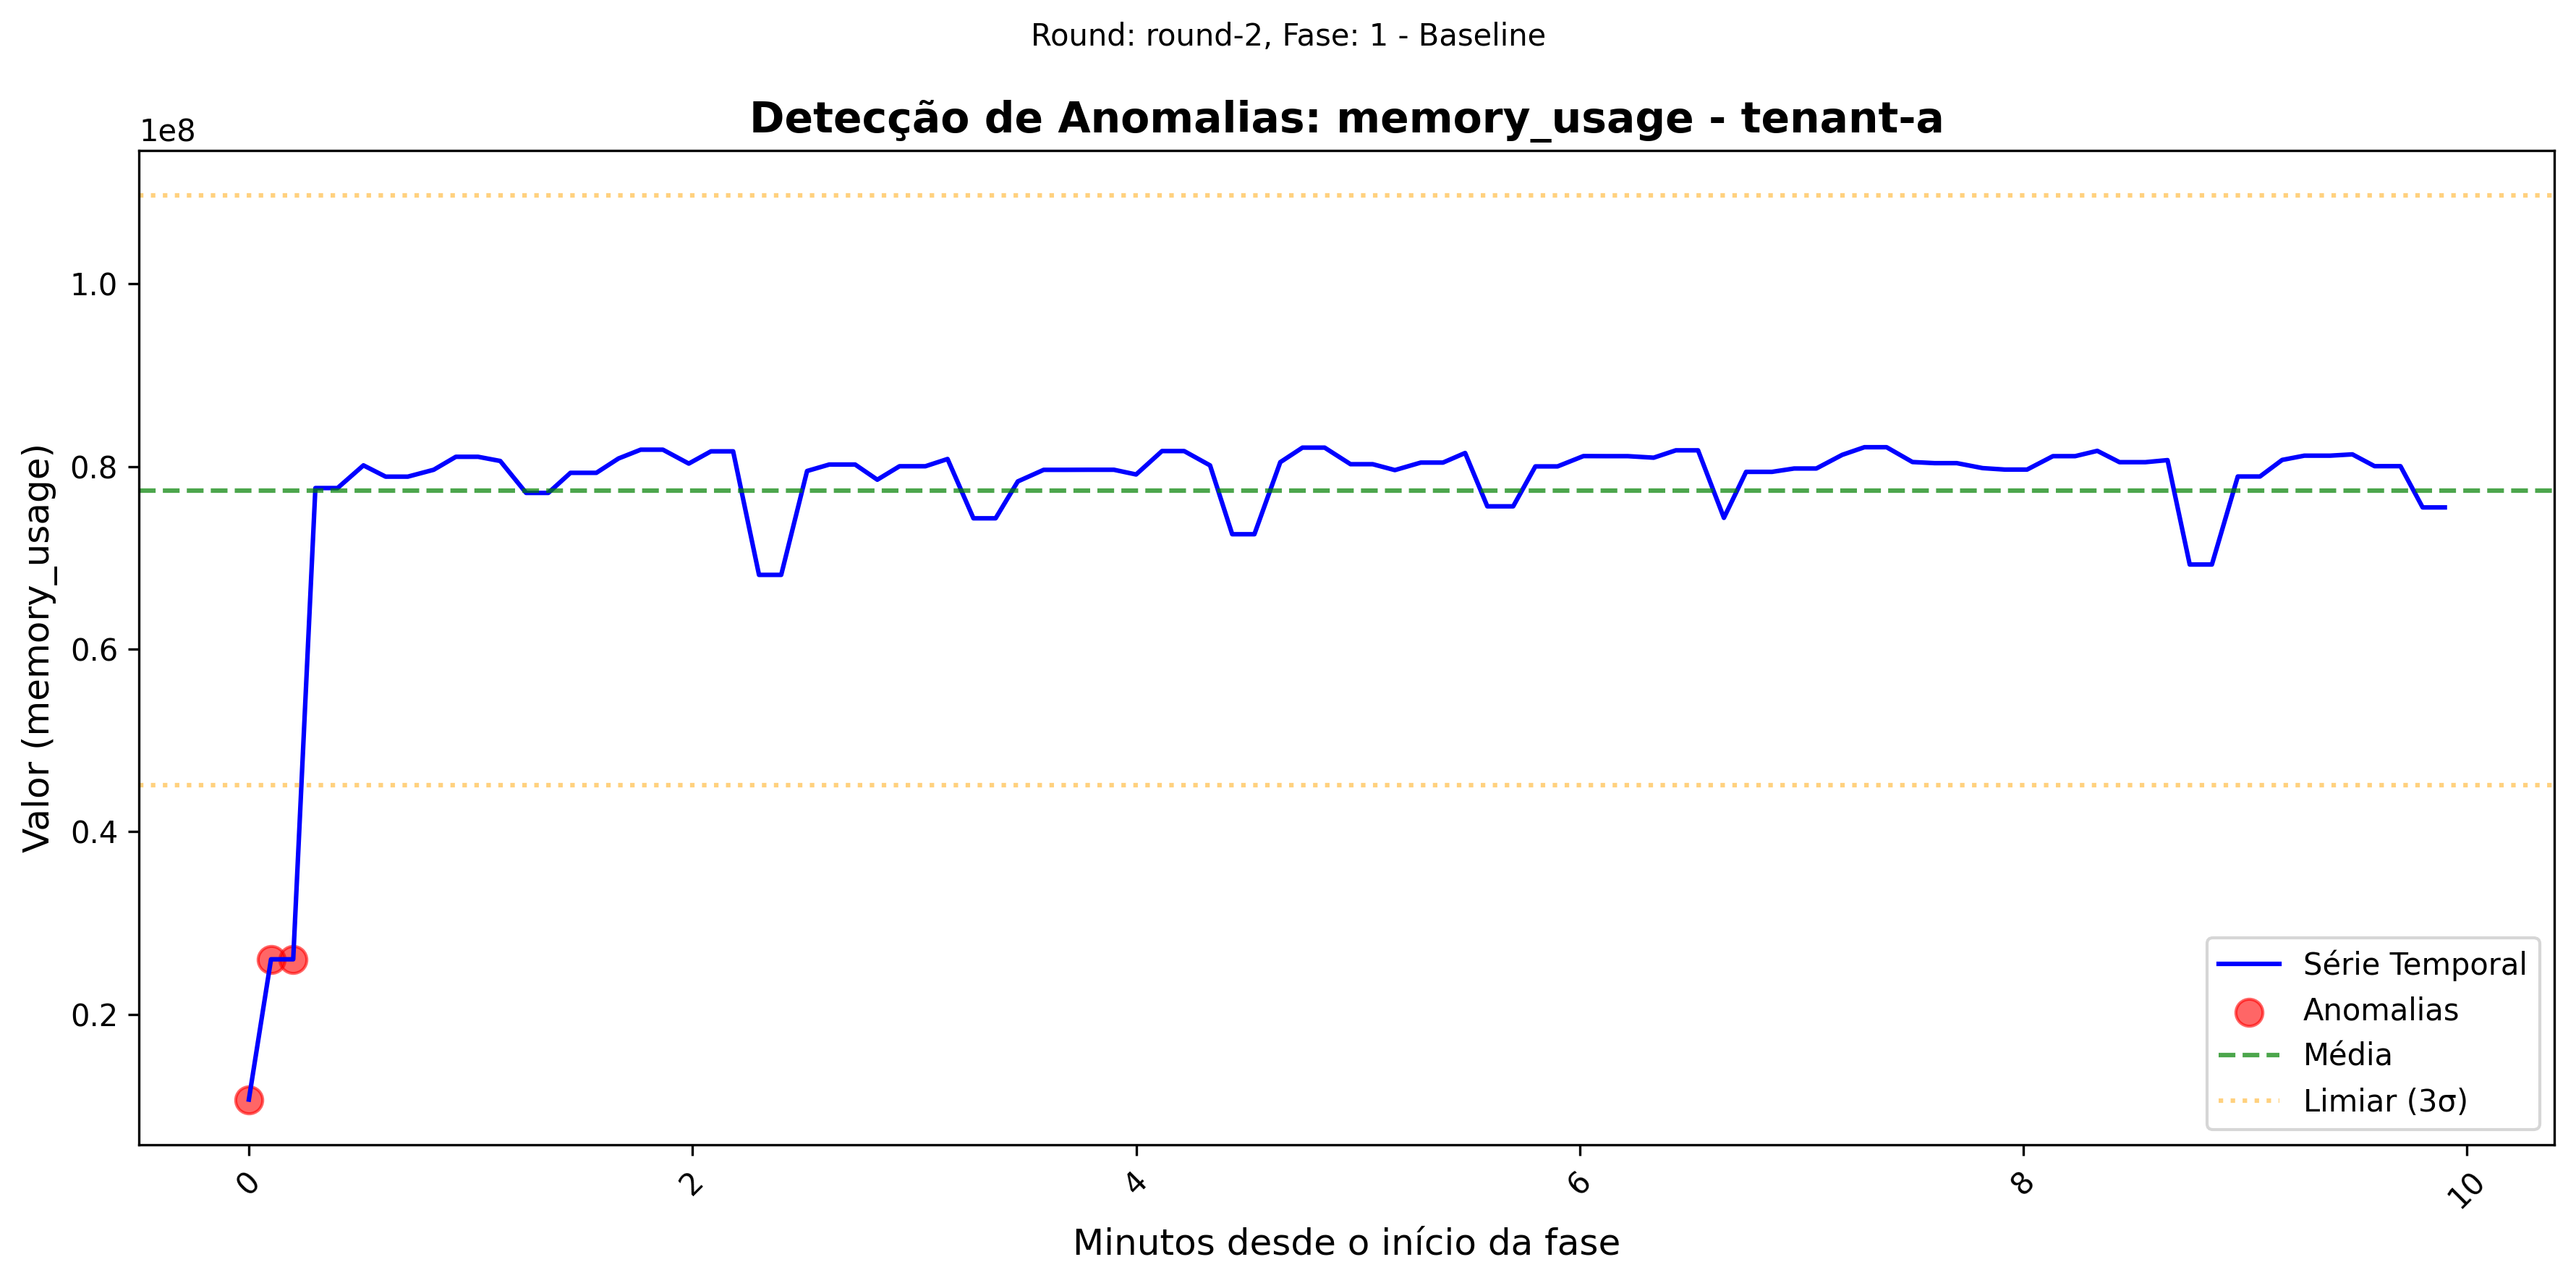 Round: round-2, Fase: 1 - Baseline
Detecção de Anomalias: memory_usage - tenant-a
1e8
1.0
0.8
0.6
0.4
0.2
Valor (memory_usage)
Série Temporal
Anomalias
Média
Limiar (3σ)
0
2
4
6
8
10
Minutos desde o início da fase